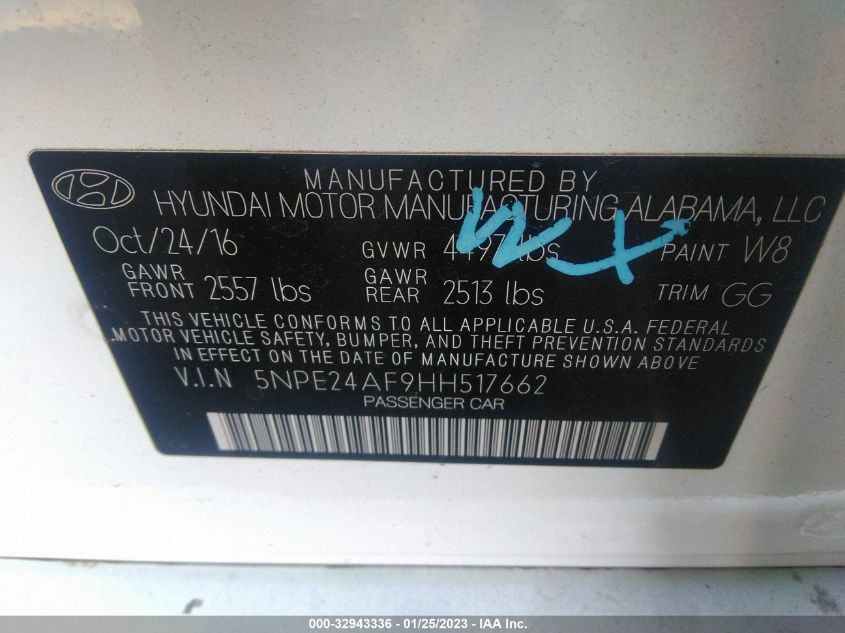 MANUFACTURED BY
HYUNDAI MOTOR MANUFACTURING ALABAMA, LLC
Oct/24/16 GVWR 4497 lbs PAINT W8
GAWR FRONT 2557 lbs GAWR REAR 2513 lbs TRIM GG
THIS VEHICLE CONFORMS TO ALL APPLICABLE U.S.A. FEDERAL
MOTOR VEHICLE SAFETY, BUMPER, AND THEFT PREVENTION STANDARDS
IN EFFECT ON THE DATE OF MANUFACTURE SHOWN ABOVE
V.I.N 5NPE24AF9HH517662
PASSENGER CAR
000-32943336 - 01/25/2023 - IAA Inc.